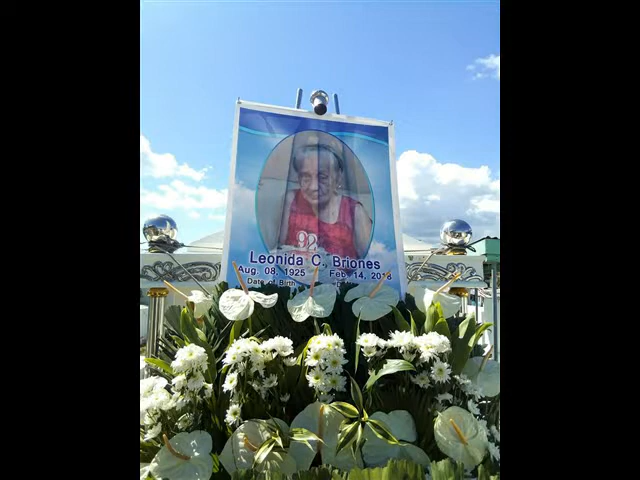 92
Leonida C. Briones
Aug. 08, 1925 Feb. 14, 2018
Date of Birth